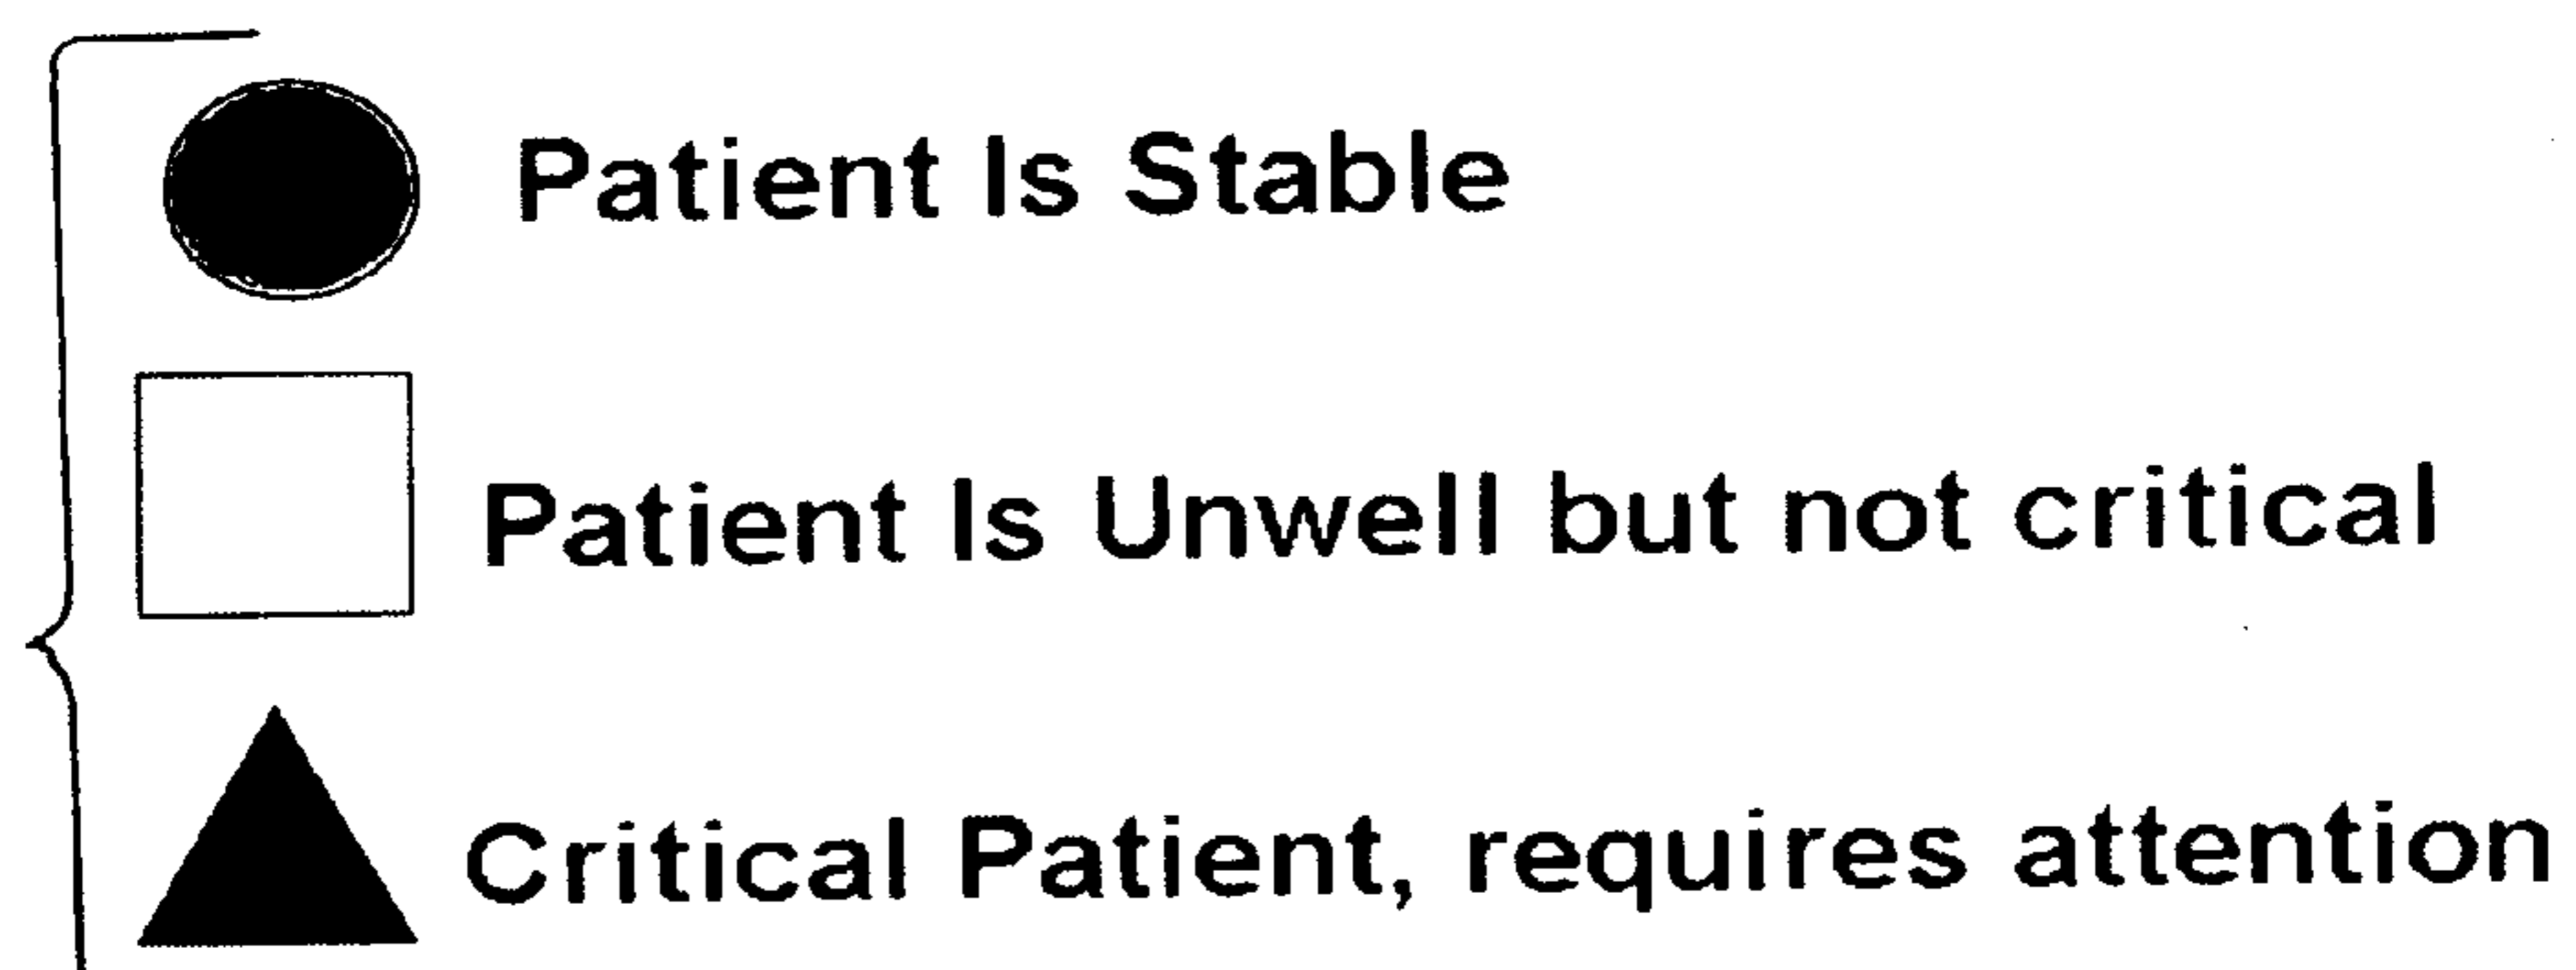 Patient Is Stable
Patient Is Unwell but not critical
Critical Patient, requires attention